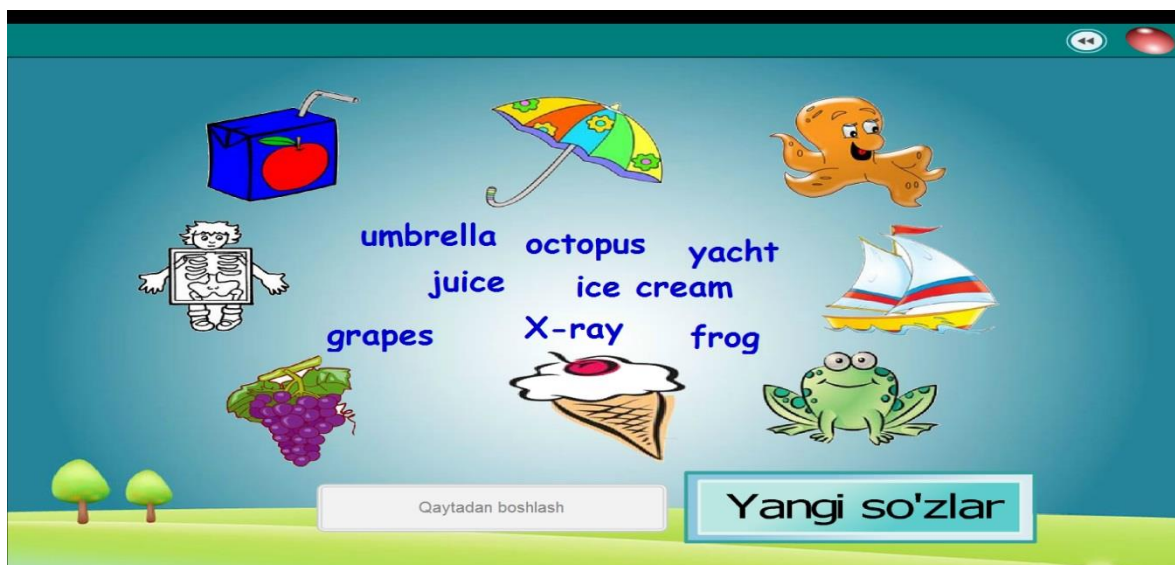 umbrella octopus yacht
juice ice cream
grapes X-ray frog
Qaytadan boshlash
Yangi so'zlar